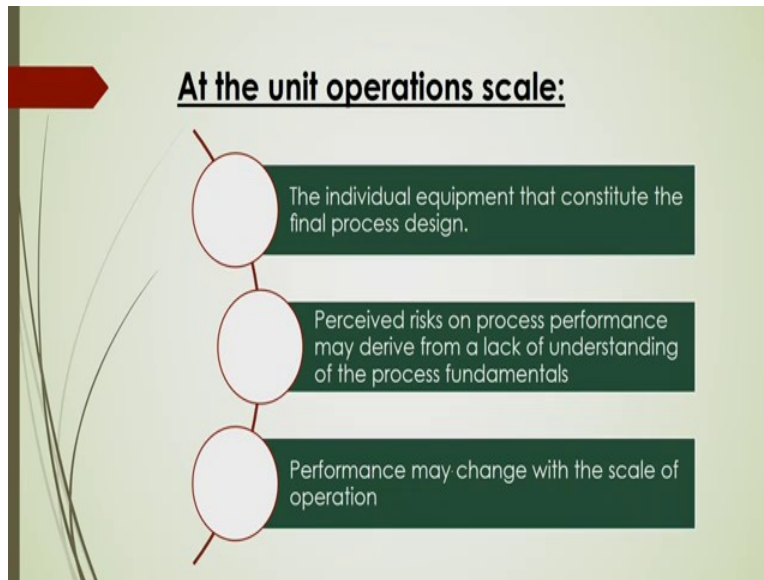 At the unit operations scale:
The individual equipment that constitute the
final process design.
Perceived risks on process performance
may derive from a lack of understanding
of the process fundamentals
Performance may change with the scale of
operation